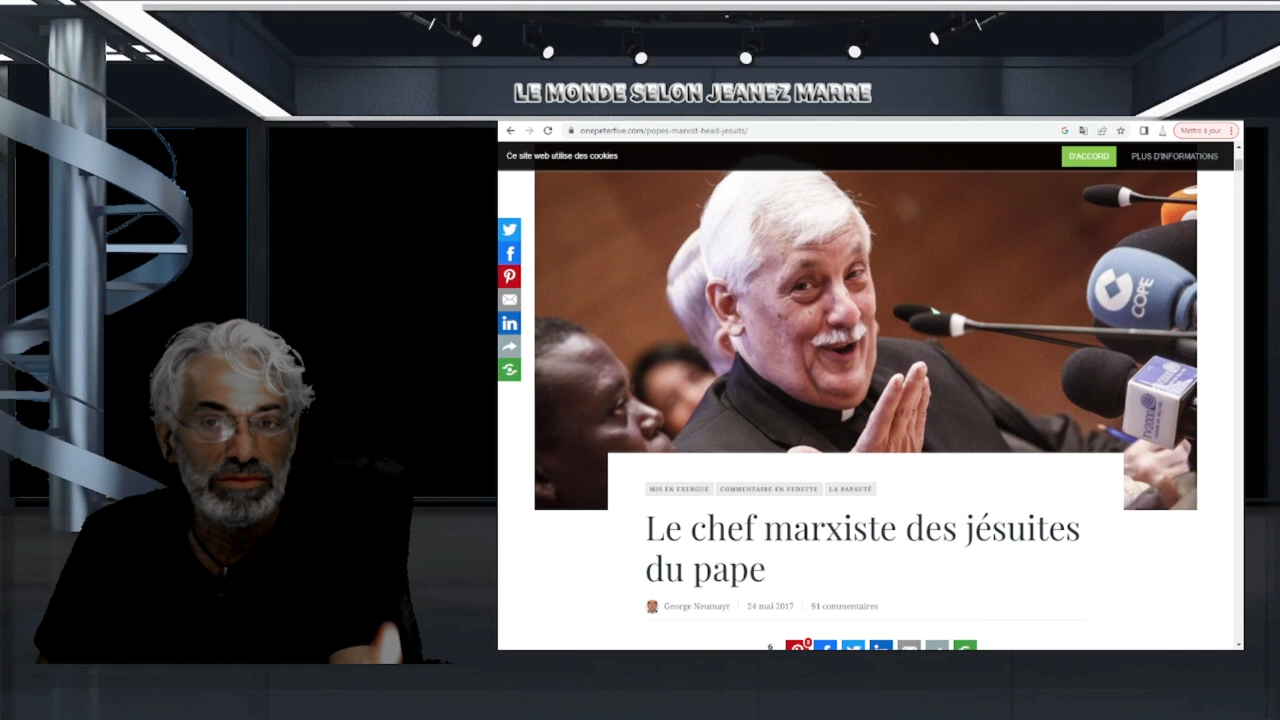 LE MONDE SELON JEANEZ MARRE
onepeterfive.com/popes-marxist-head-jesuits/
Mettre à jour
Ce site web utilise des cookies
D'ACCORD
PLUS D'INFORMATIONS
COPE
TV2000
MIS EN EXERGUE
COMMENTAIRE EN VEDETTE
LA PAPAUTÉ
Le chef marxiste des jésuites
du pape
George Neumayr
24 mai 2017
91 commentaires
6